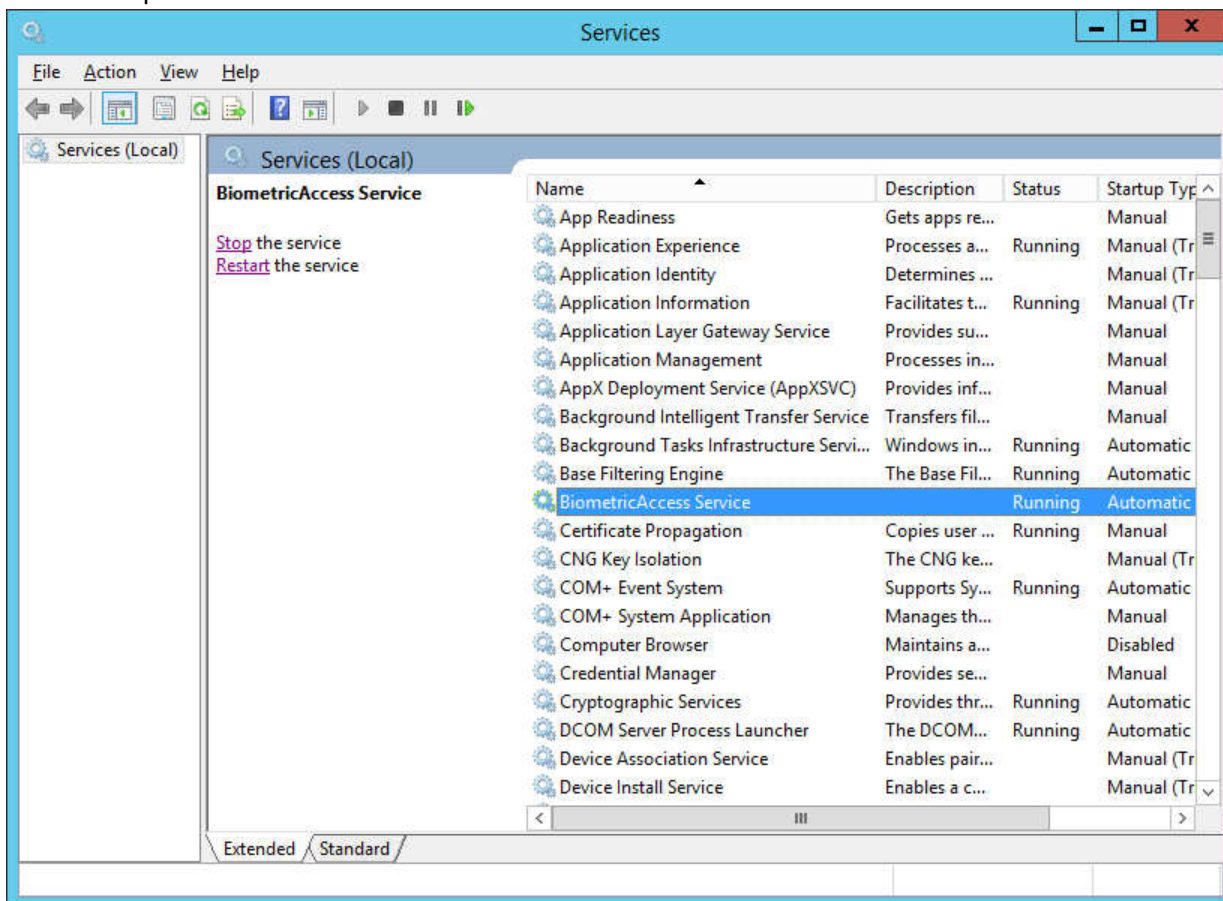 Services
File Action View Help
Services (Local)
Services (Local)
BiometricAccess Service
Stop the service
Restart the service
Name Description Status Startup Typ
App Readiness Gets apps re... Manual
Application Experience Processes a... Running Manual (Tr
Application Identity Determines ... Manual (Tr
Application Information Facilitates t... Running Manual (Tr
Application Layer Gateway Service Provides su... Manual
Application Management Processes in... Manual
AppX Deployment Service (AppXSVC) Provides inf... Manual
Background Intelligent Transfer Service Transfers fil... Manual
Background Tasks Infrastructure Servi... Windows in... Running Automatic
Base Filtering Engine The Base Fil... Running Automatic
BiometricAccess Service Running Automatic
Certificate Propagation Copies user ... Running Manual
CNG Key Isolation The CNG ke... Manual (Tr
COM+ Event System Supports Sy... Running Automatic
COM+ System Application Manages th... Manual
Computer Browser Maintains a... Disabled
Credential Manager Provides se... Manual
Cryptographic Services Provides thr... Running Automatic
DCOM Server Process Launcher The DCOM... Running Automatic
Device Association Service Enables pair... Manual (Tr
Device Install Service Enables a c... Manual (Tr
Extended Standard